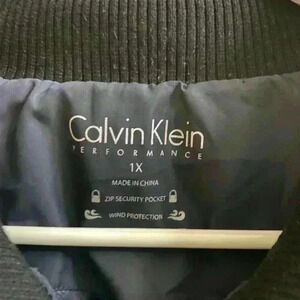 Calvin Klein
PERFORMANCE
1X
MADE IN CHINA
ZIP SECURITY POCKET
WIND PROTECTION